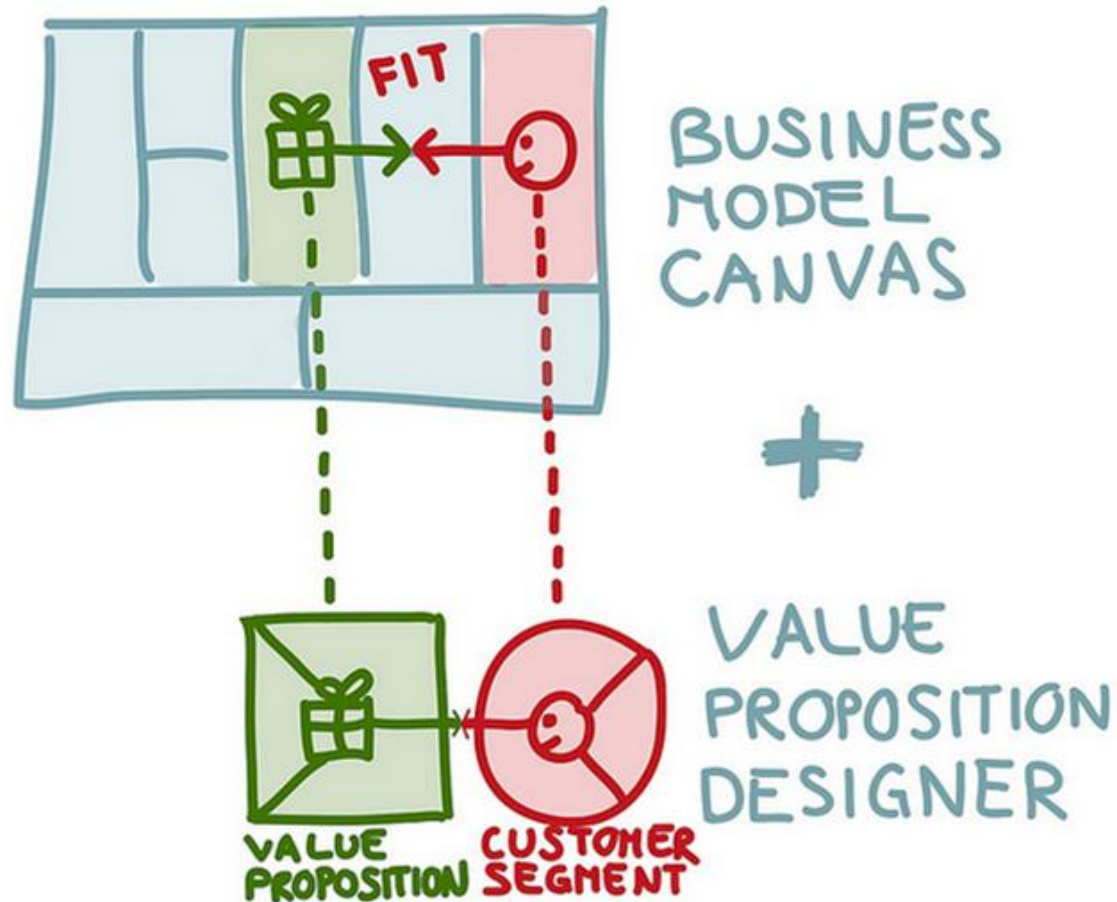 FIT
BUSINESS
MODEL
CANVAS
+
VALUE
PROPOSITION
DESIGNER
VALUE
PROPOSITION
CUSTOMER
SEGMENT